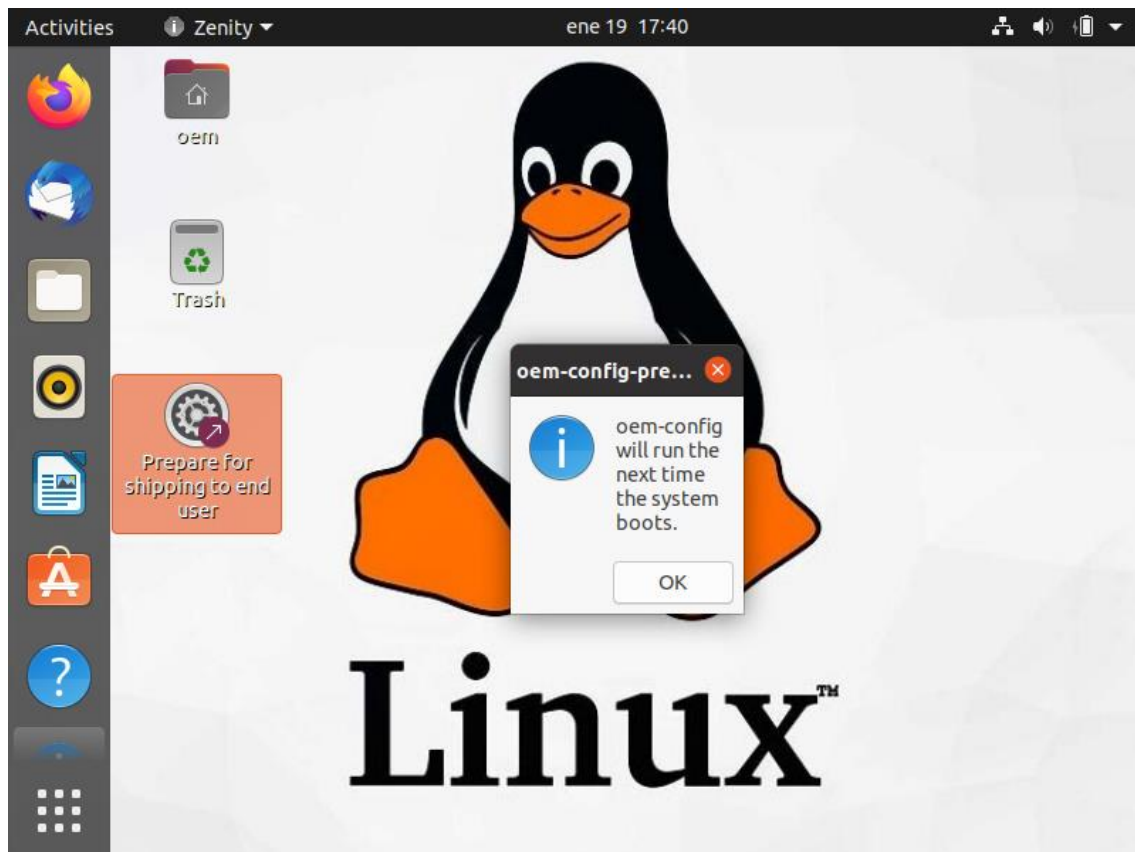 Activities
Zenity
ene 19 17:40
oem
Trash
Prepare for
shipping to end
user
oem-config-pre...
oem-config
will run the
next time
the system
boots.
OK
Linux™